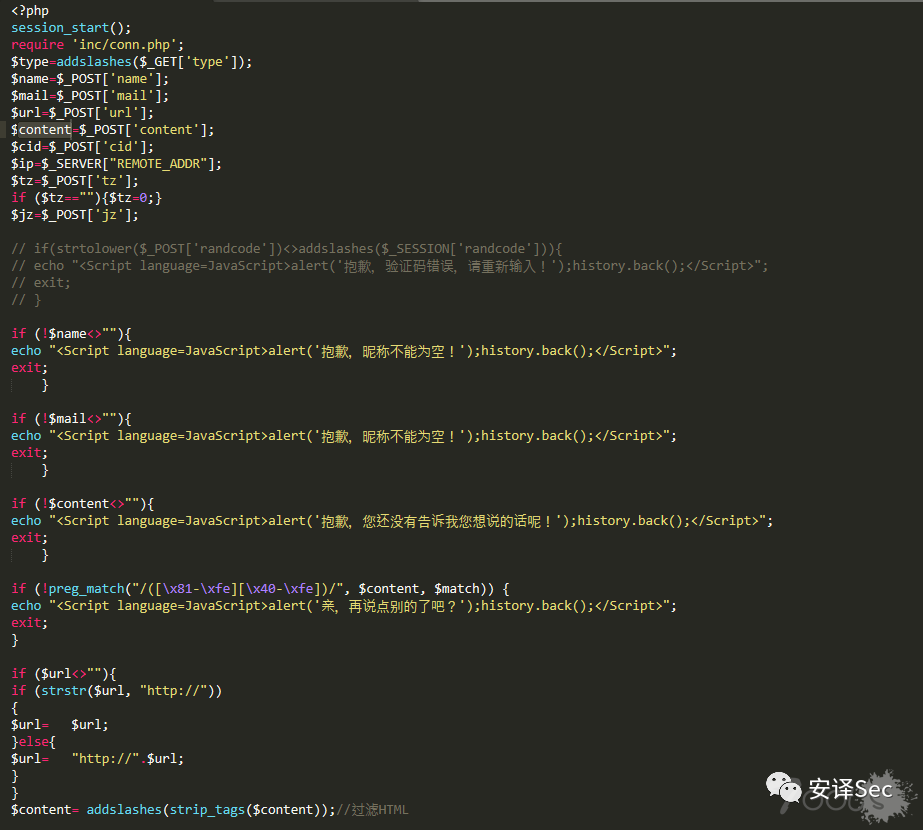 <?php
session_start();
require 'inc/conn.php';
$type=addslashes($_GET['type']);
$name=$_POST['name'];
$mail=$_POST['mail'];
$url=$_POST['url'];
$content=$_POST['content'];
$cid=$_POST['cid'];
$ip=$_SERVER["REMOTE_ADDR"];
$tz=$_POST['tz'];
if ($tz==""){$tz=0;}
$jz=$_POST['jz'];
// if(strtolower($_POST['randcode'])<>addslashes($_SESSION['randcode'])){
// echo "<Script language=JavaScript>alert('抱歉，验证码错误，请重新输入！');history.back();</Script>";
// exit;
// }
if (!$name<>""){
echo "<Script language=JavaScript>alert('抱歉，昵称不能为空！');history.back();</Script>";
exit;
}
if (!$mail<>""){
echo "<Script language=JavaScript>alert('抱歉，昵称不能为空！');history.back();</Script>";
exit;
}
if (!$content<>""){
echo "<Script language=JavaScript>alert('抱歉，您还没有告诉我您想说的话呢！');history.back();</Script>";
exit;
}
if (!preg_match("/([\x81-\xfe][\x40-\xfe])/", $content, $match)) {
echo "<Script language=JavaScript>alert('亲，再说点别的了吧？');history.back();</Script>";
exit;
}
if ($url<>""){
if (strstr($url, "http://"))
{
$url=   $url;
}else{
$url=   "http://".$url;
}
}
$content= addslashes(strip_tags($content));//过滤HTML
安译Sec